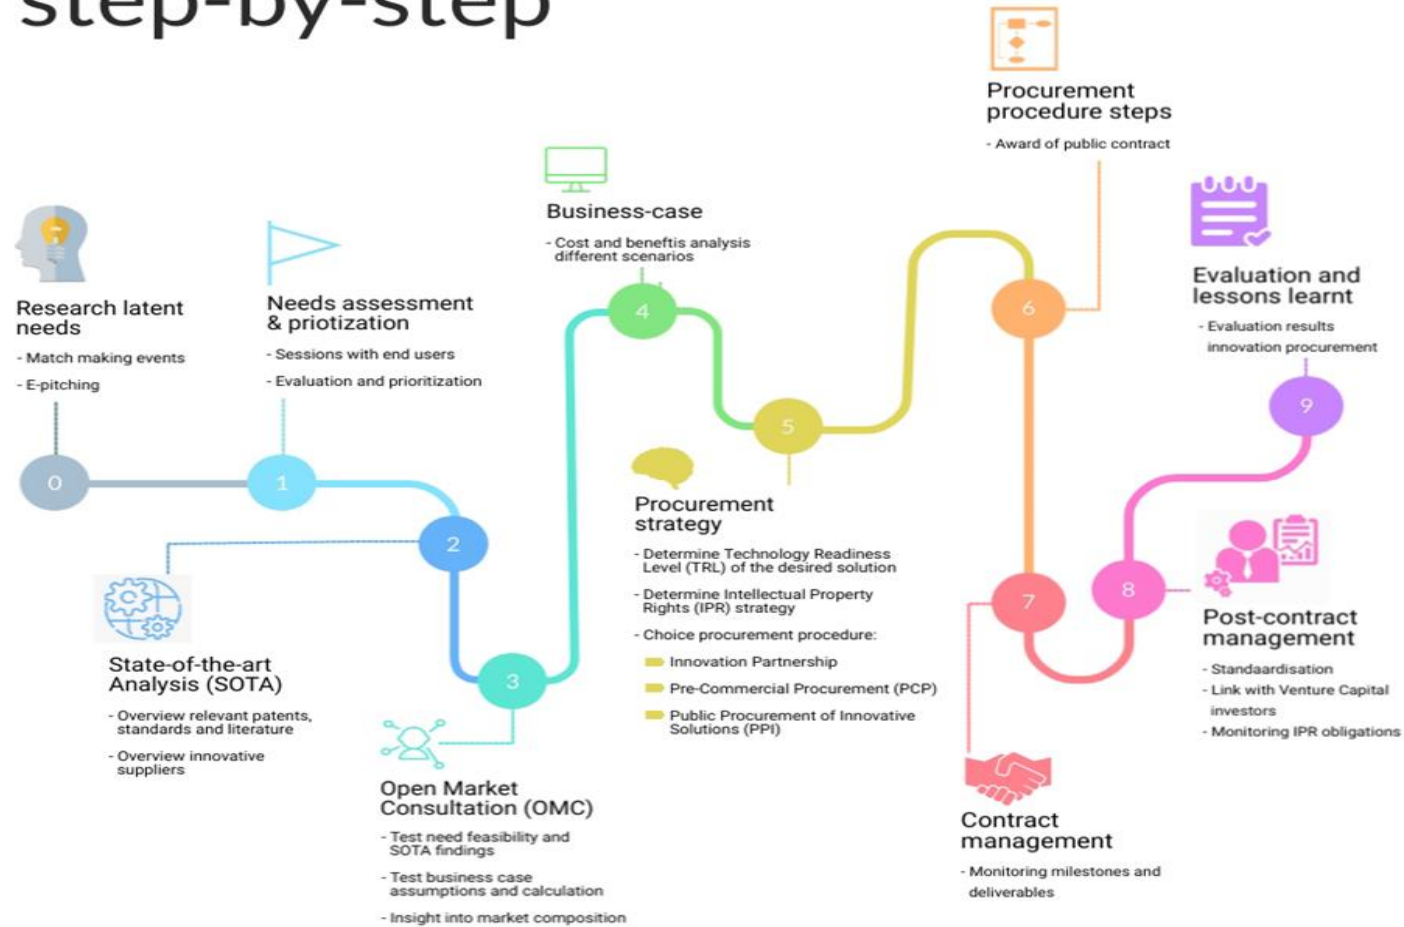 step-by-step
0
Research latent
needs
- Match making events
- E-pitching
1
Needs assessment
& priotization
- Sessions with end users
- Evaluation and prioritization
2
State-of-the-art
Analysis (SOTA)
- Overview relevant patents,
standards and literature
- Overview innovative
suppliers
3
Open Market
Consultation (OMC)
- Test need feasibility and
SOTA findings
- Test business case
assumptions and calculation
- Insight into market composition
4
Business-case
- Cost and beneftis analysis
different scenarios
5
Procurement
strategy
- Determine Technology Readiness
Level (TRL) of the desired solution
- Determine Intellectual Property
Rights (IPR) strategy
- Choice procurement procedure:
Innovation Partnership
Pre-Commercial Procurement (PCP)
Public Procurement of Innovative
Solutions (PPI)
6
Procurement
procedure steps
- Award of public contract
7
Contract
management
- Monitoring milestones and
deliverables
8
Post-contract
management
- Standaardisation
- Link with Venture Capital
investors
- Monitoring IPR obligations
9
Evaluation and
lessons learnt
- Evaluation results
innovation procurement